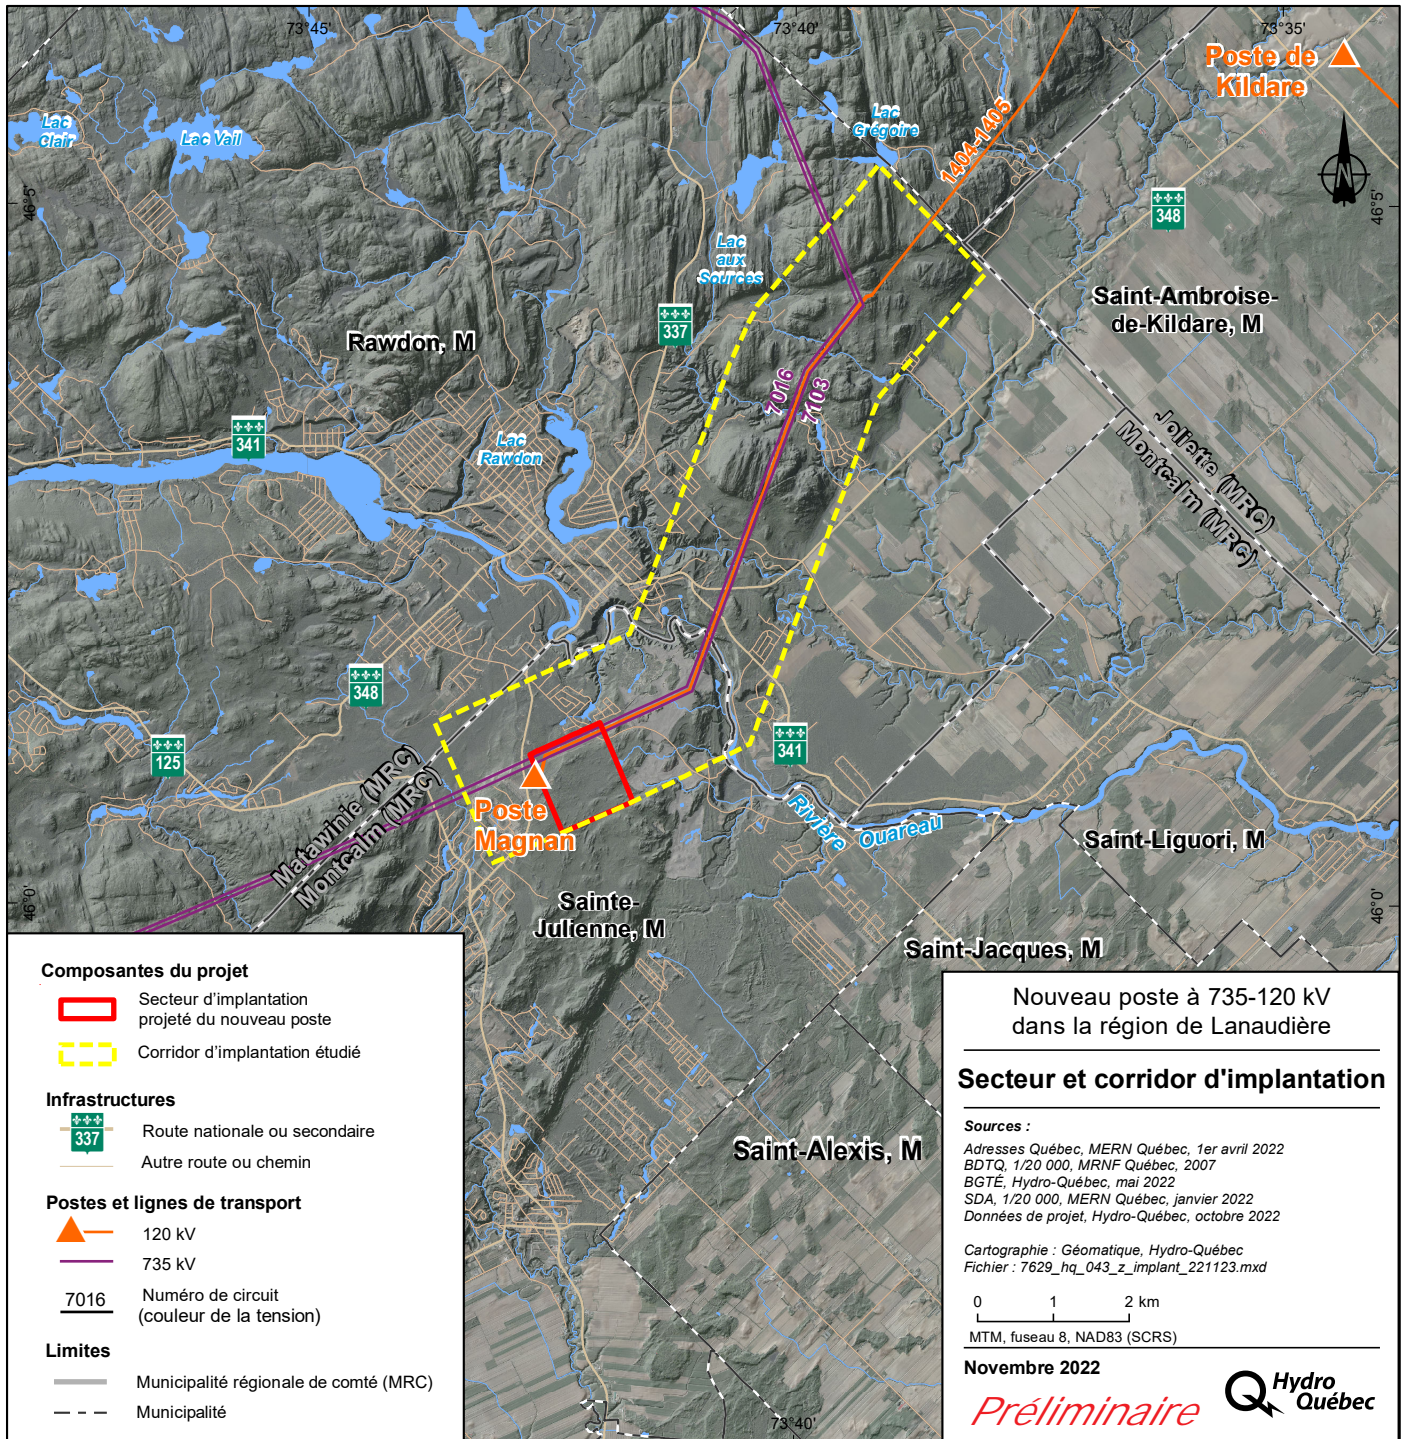 73°45'
73°40'
73°35'
Poste de
Kildare
Lac
Clair
Lac Vail
Lac
Grégoire
1404-1405
46°5'
46°5'
348
Lac
aux
Sources
Saint-Ambroise-
de-Kildare, M
337
Rawdon, M
7016
7103
341
Lac
Rawdon
Joliette (MRC)
Montcalm (MRC)
348
125
341
Matawinie (MRC)
Montcalm (MRC)
Poste
Magnan
Rivière Ouareau
Saint-Liguori, M
46°0'
46°0'
Sainte-
Julienne, M
Saint-Jacques, M
Saint-Alexis, M
73°40'
N
Composantes du projet
Secteur d'implantation
projeté du nouveau poste
Corridor d'implantation étudié
Infrastructures
337
Route nationale ou secondaire
Autre route ou chemin
Postes et lignes de transport
120 kV
735 kV
7016
Numéro de circuit
(couleur de la tension)
Limites
Municipalité régionale de comté (MRC)
Municipalité
Nouveau poste à 735-120 kV
dans la région de Lanaudière
Secteur et corridor d'implantation
Sources :
Adresses Québec, MERN Québec, 1er avril 2022
BDTQ, 1/20 000, MRNF Québec, 2007
BGTÉ, Hydro-Québec, mai 2022
SDA, 1/20 000, MERN Québec, janvier 2022
Données de projet, Hydro-Québec, octobre 2022
Cartographie : Géomatique, Hydro-Québec
Fichier : 7629_hq_043_z_implant_221123.mxd
0 1 2 km
MTM, fuseau 8, NAD83 (SCRS)
Novembre 2022
Préliminaire
Hydro
Québec